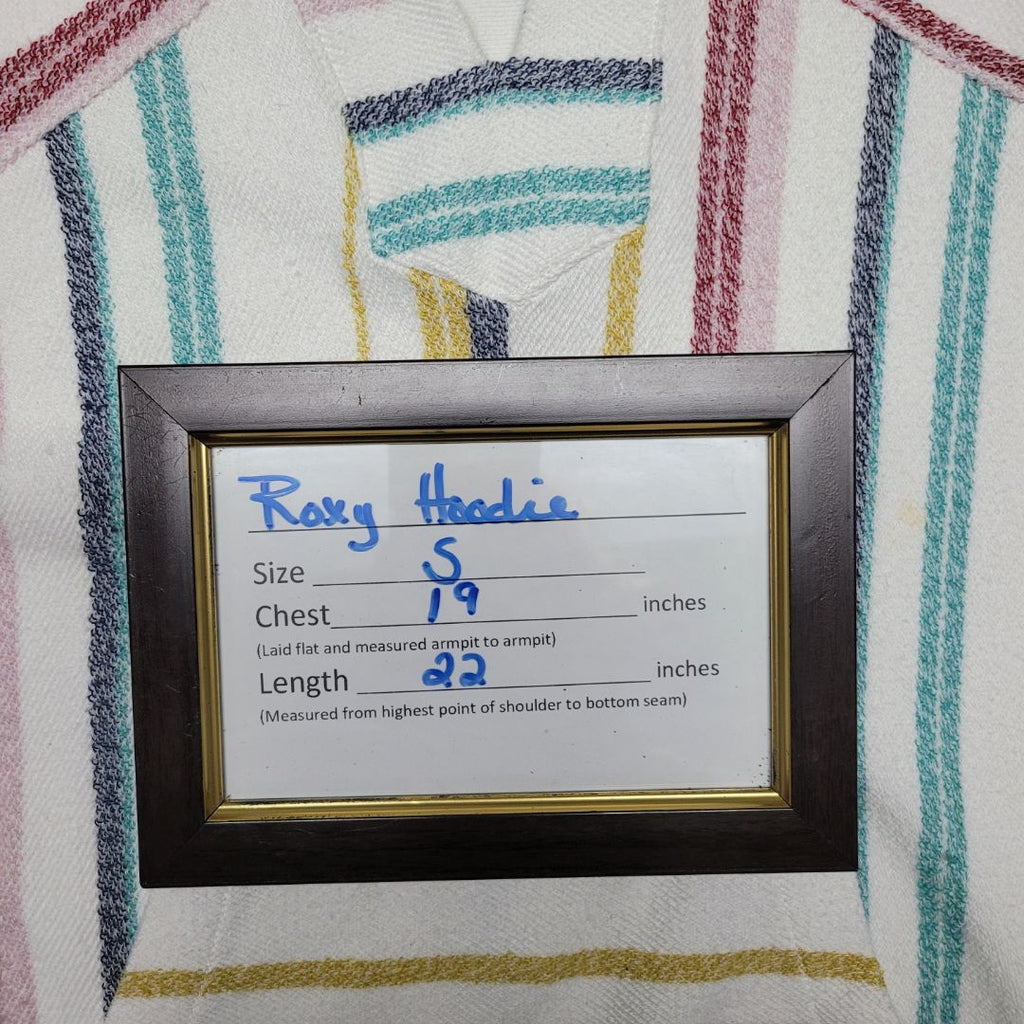 Roxy Hoodie
Size S
Chest 19 inches
(Laid flat and measured armpit to armpit)
Length 22 inches
(Measured from highest point of shoulder to bottom seam)